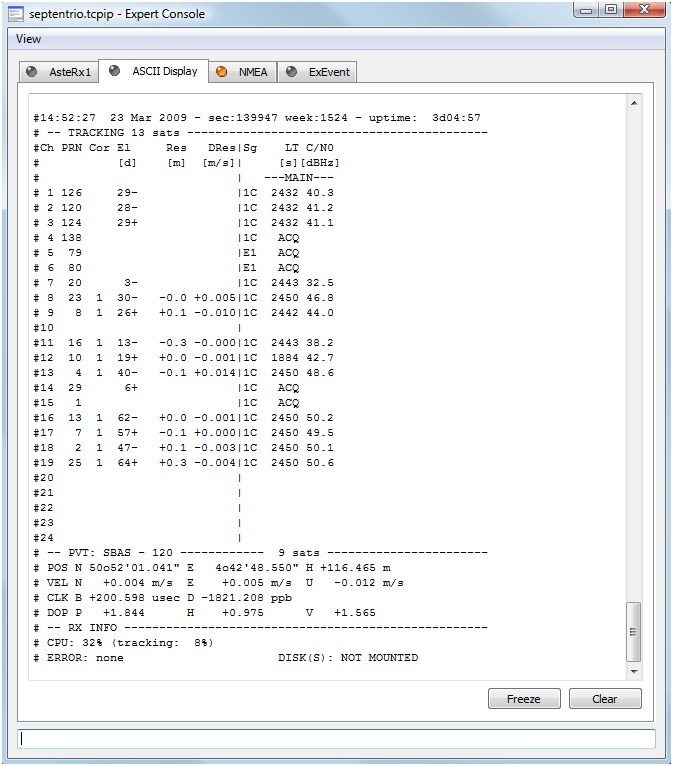 septentrio.tcpip - Expert Console
View
AsteRx1 ASCII Display NMEA ExEvent
#14:52:27  23 Mar 2009 - sec:139947 week:1524 - uptime:  3d04:57
# -- TRACKING 13 sats ----------------------------------------
#Ch PRN Cor El     Res   DRes|Sg    LT C/N0
#           [d]    [m]  [m/s]|     [s][dBHz]
#                            |   ---MAIN---
# 1 126     29-              |1C  2432 40.3
# 2 120     28-              |1C  2432 41.2
# 3 124     29+              |1C  2432 41.1
# 4 138                      |1C   ACQ
# 5  79                      |E1   ACQ
# 6  80                      |E1   ACQ
# 7  20      3-              |1C  2443 32.5
# 8  23  1  30-   -0.0 +0.005|1C  2450 46.8
# 9   8  1  26+   +0.1 -0.010|1C  2442 44.0
#10                          |
#11  16  1  13-   -0.3 -0.000|1C  2443 38.2
#12  10  1  19+   +0.0 -0.001|1C  1884 42.7
#13   4  1  40-   -0.1 +0.014|1C  2450 48.6
#14  29      6+              |1C   ACQ
#15   1                      |1C   ACQ
#16  13  1  62-   +0.0 -0.001|1C  2450 50.2
#17   7  1  57+   -0.1 +0.000|1C  2450 49.5
#18   2  1  47-   +0.1 -0.003|1C  2450 50.1
#19  25  1  64+   +0.3 -0.004|1C  2450 50.6
#20                          |
#21                          |
#22                          |
#23                          |
#24                          |
# -- PVT: SBAS - 120 ------------  9 sats -----------------------
# POS N 50o52'01.041" E   4o42'48.550" H +116.465 m
# VEL N   +0.004 m/s  E    +0.005 m/s  U   -0.012 m/s
# CLK B +200.598 usec D -1821.208 ppb
# DOP P   +1.844      H    +0.975      V   +1.565
# -- RX INFO ----------------------------------------------------
# CPU: 32% (tracking:  8%)
# ERROR: none                    DISK(S): NOT MOUNTED
Freeze Clear